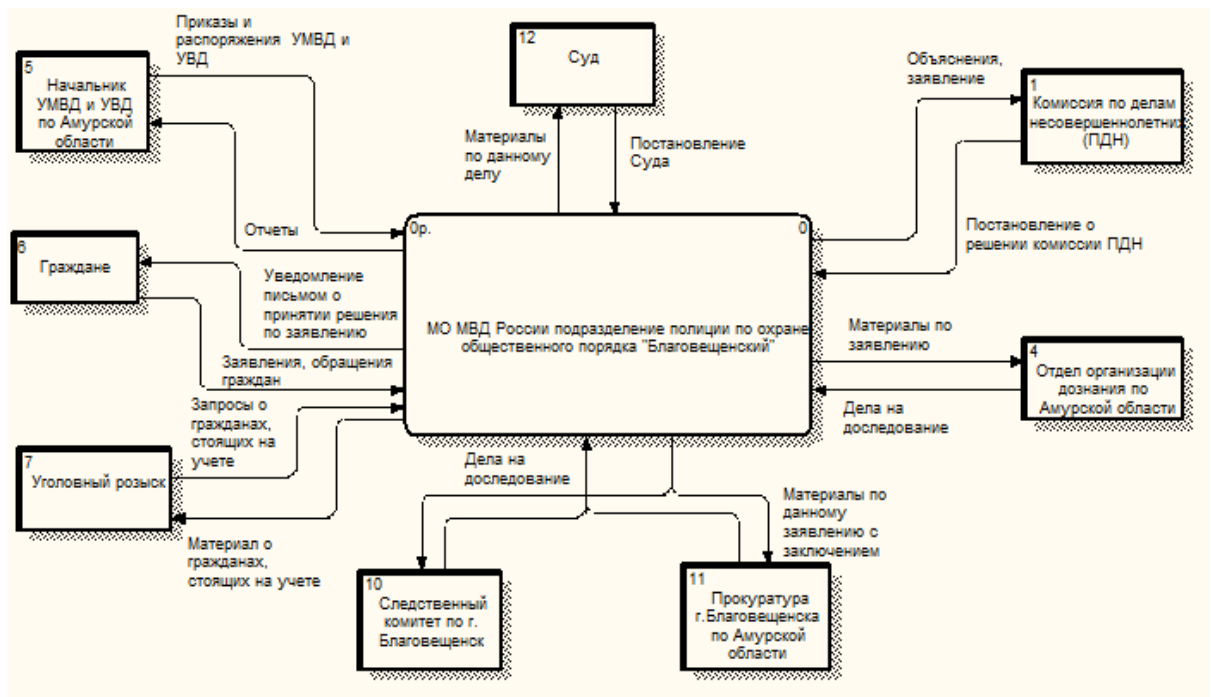 Приказы и
распоряжения УМВД и
УВД
5
Начальник
УМВД и УВД
по Амурской
области
12
Суд
Объяснения,
заявление
1
Комиссия по делам
несовершеннолетних
(ПДН)
Материалы
по данному
делу
Постановление
Суда
Отчеты
Постановление о
решении комиссии ПДН
6
Граждане
Уведомление
письмом о
принятии решения
по заявлению
0р.
0
МО МВД России подразделение полиции по охране
общественного порядка "Благовещенский"
Материалы по
заявлению
4
Отдел организации
дознания по
Амурской области
Заявления, обращения
граждан
Запросы о
гражданах,
стоящих на
учете
Дела на
доследование
7
Уголовный розыск
Дела на
доследование
Материалы по
данному
заявлению с
заключением
Материал о
гражданах,
стоящих на учете
10
Следственный
комитет по г.
Благовещенск
11
Прокуратура
г.Благовещенска
по Амурской
области